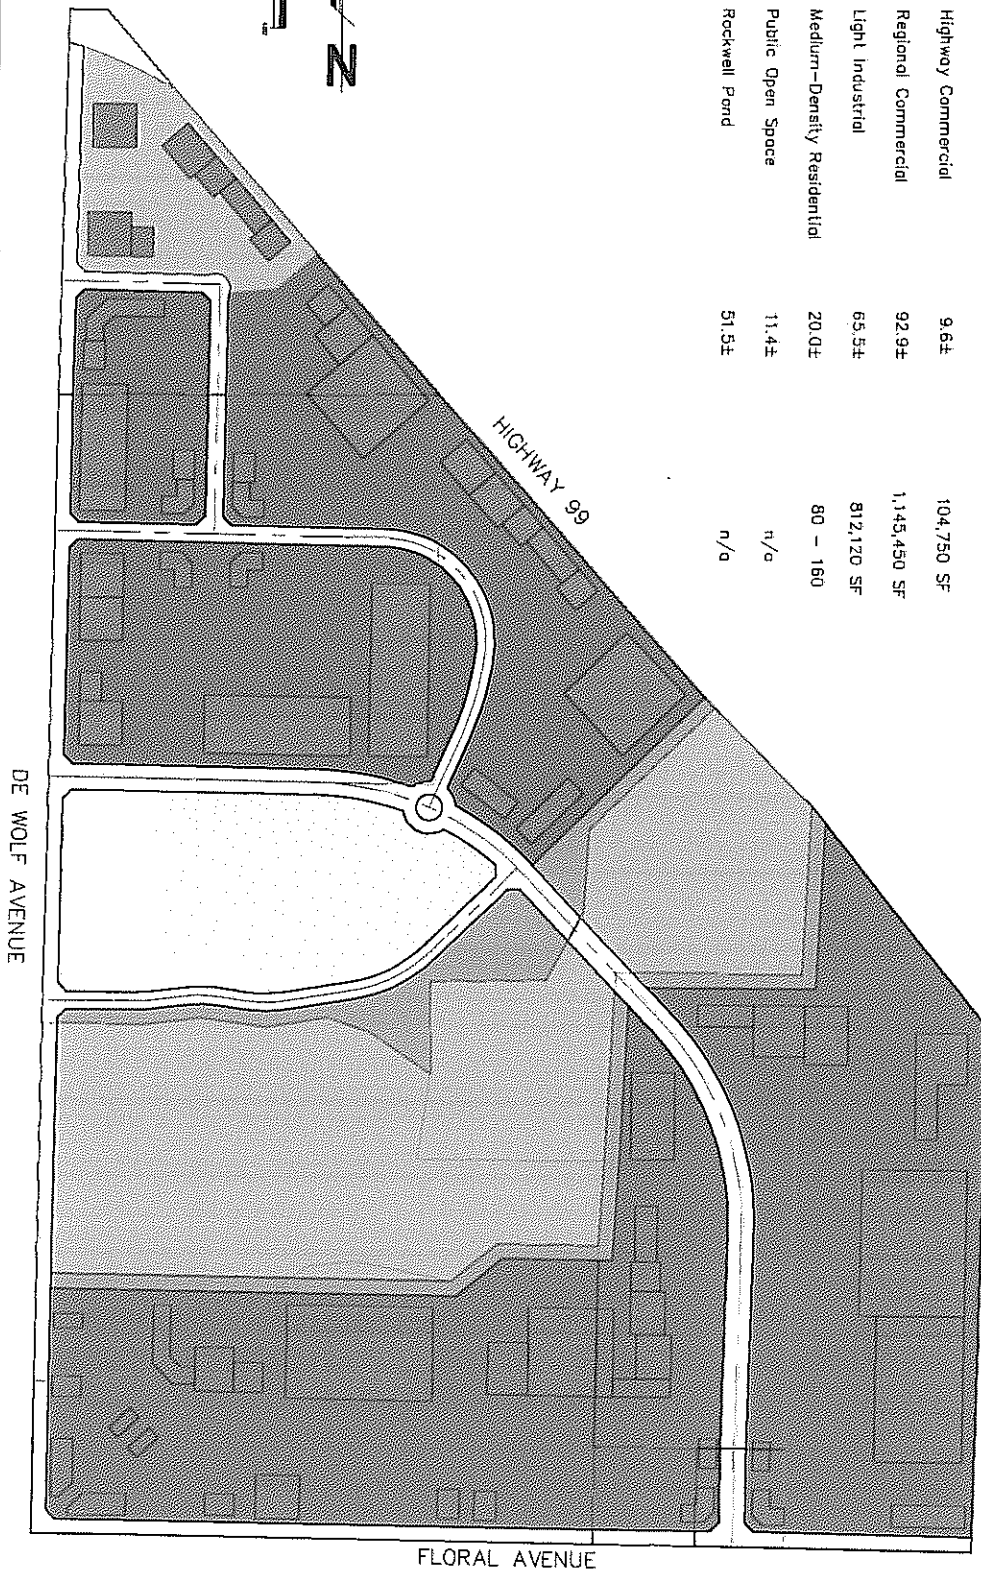 Highway Commercial 9.6± 104,750 SF
Regional Commercial 92.9± 1,145,450 SF
Light Industrial 65.5± 812,120 SF
Medium-Density Residential 20.0± 80 - 160
Public Open Space 11.4± n/a
Rockwell Pond 51.5± n/a
N
HIGHWAY 99
DE WOLF AVENUE
FLORAL AVENUE